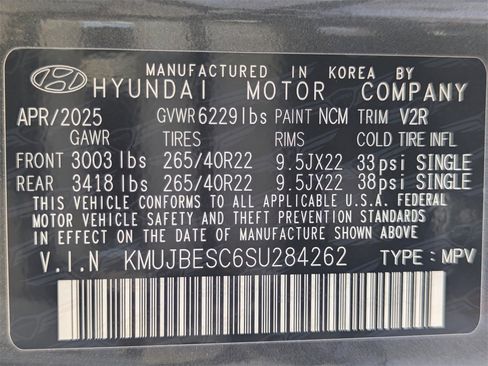 MANUFACTURED IN KOREA BY
HYUNDAI MOTOR COMPANY
APR/2025 GVWR 6229lbs PAINT NCM TRIM V2R
GAWR TIRES RIMS COLD TIRE INFL
FRONT 3003 lbs 265/40R22 9.5JX22 33psi SINGLE
REAR 3418 lbs 265/40R22 9.5JX22 38psi SINGLE
THIS VEHICLE CONFORMS TO ALL APPLICABLE U.S.A. FEDERAL
MOTOR VEHICLE SAFETY AND THEFT PREVENTION STANDARDS
IN EFFECT ON THE DATE OF MANUFACTURE SHOWN ABOVE.
V.I.N KMUJBESC6SU284262 TYPE : MPV